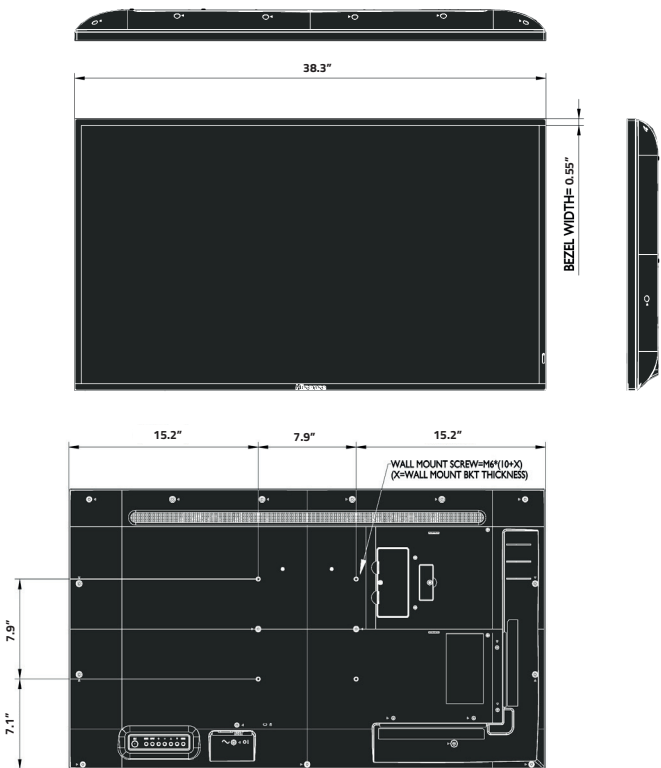 38.3”
BEZEL WIDTH= 0.55”
Hisense
15.2”
7.9”
15.2”
WALL MOUNT SCREW=M6*(10+X)
(X=WALL MOUNT BKT THICKNESS)
7.9”
7.1”